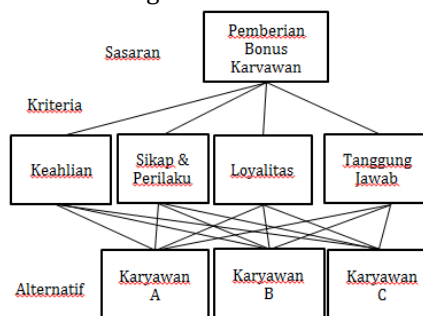 Pemberian
Bonus
Karyawan
Sasaran
Kriteria
Keahlian
Sikap &
Perilaku
Loyalitas
Tanggung
Jawab
Alternatif
Karyawan
A
Karyawan
B
Karyawan
C